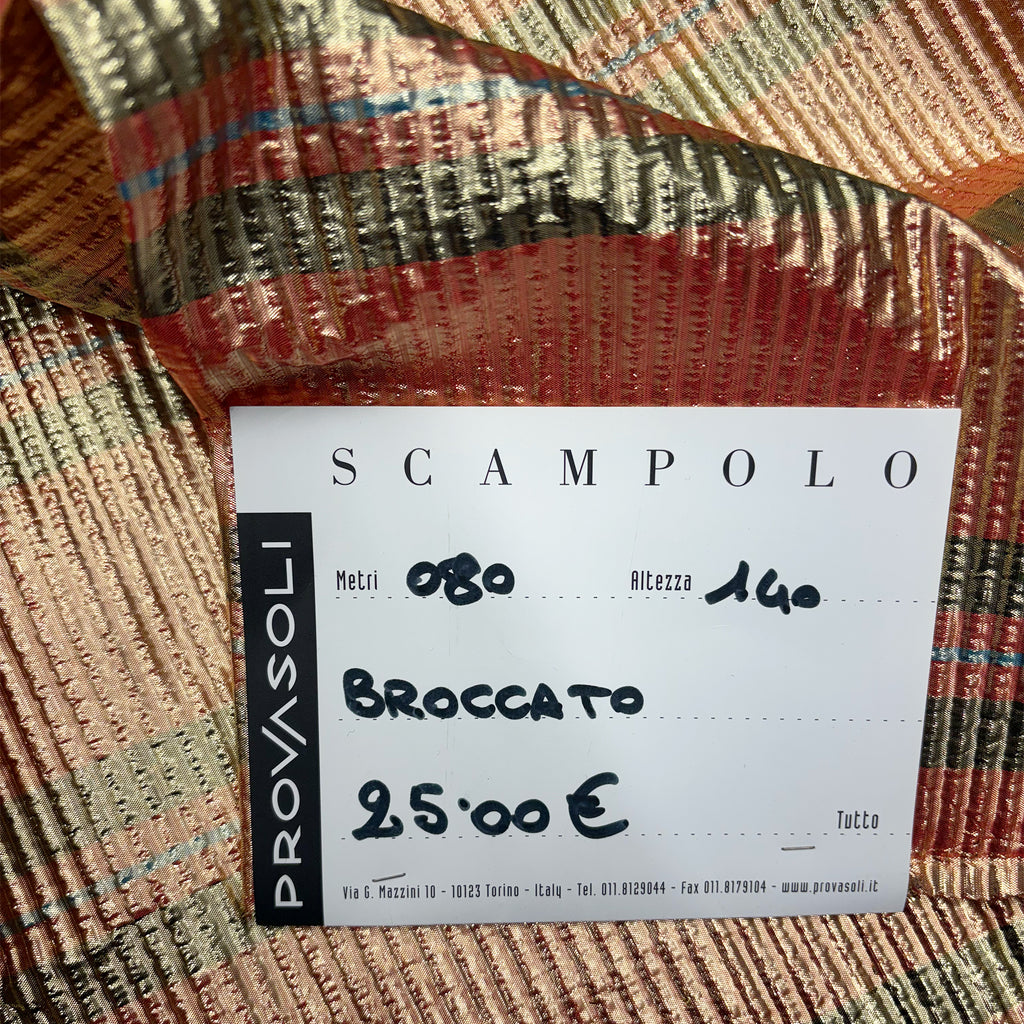 SCAMPOLO
PROVASOLI
Metri 080 Altezza 140
BROCCATO
25.00 € Tutto
Via G. Mazzini 10 - 10123 Torino - Italy - Tel. 011.8129044 - Fax 011.8179104 - www.provasoli.it